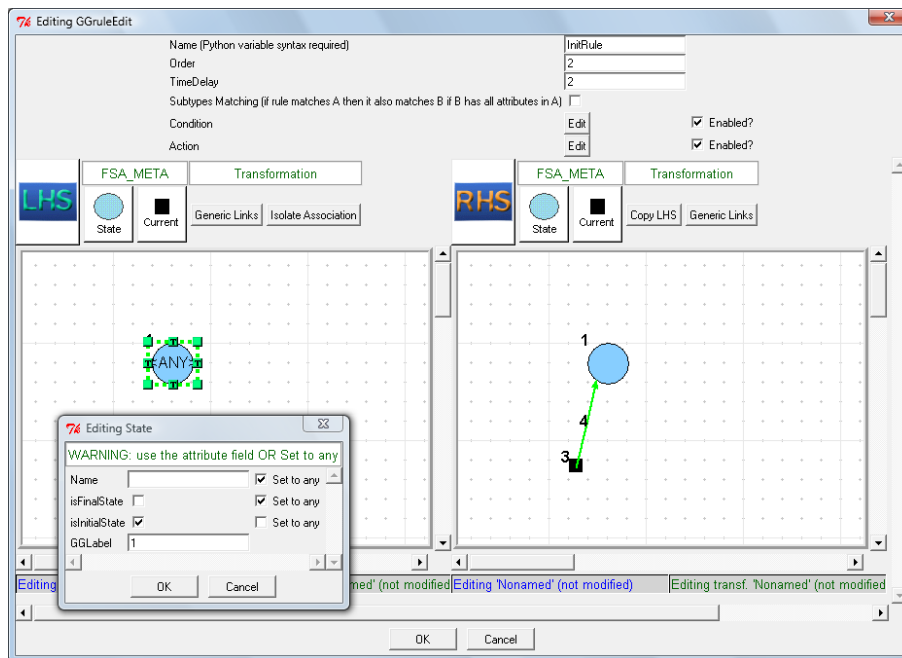 Editing GGruleEdit
Name (Python variable syntax required) InitRule
Order 2
TimeDelay 2
Subtypes Matching (if rule matches A then it also matches B if B has all attributes in A)
Condition Edit Enabled?
Action Edit Enabled?
LHS FSA_META Transformation RHS FSA_META Transformation
State Current Generic Links Isolate Association State Current Copy LHS Generic Links
1
ANY
4
3
Editing State
WARNING: use the attribute field OR Set to any
Name Set to any
isFinalState Set to any
isInitialState Set to any
GGLabel 1
OK Cancel
Editing med' (not modified Editing 'Nonamed' (not modified) Editing transf. 'Nonamed' (not modified
OK Cancel